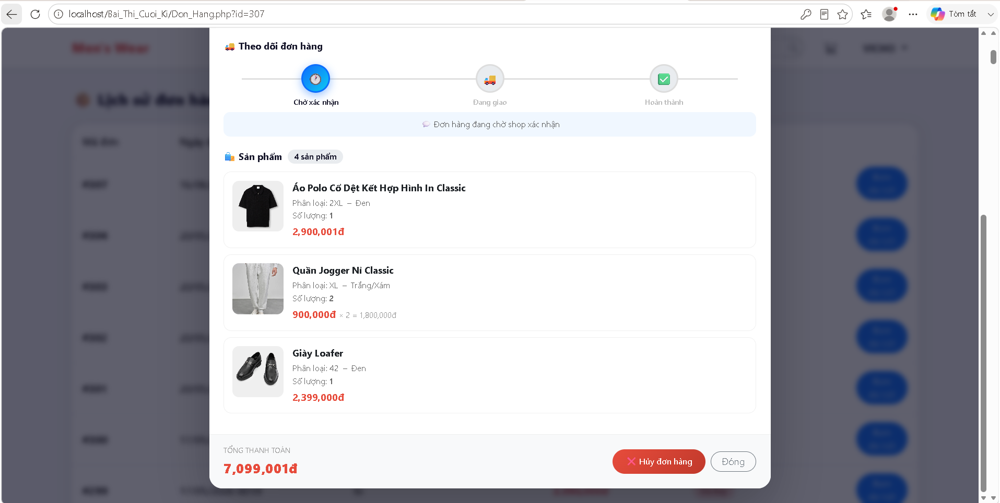 localhost/Bai_Thi_Cuoi_Ki/Don_Hang.php?id=307
Tóm tắt
Men's Wear
🚚 Theo dõi đơn hàng
Chờ xác nhận
Đang giao
Hoàn thành
💬 Đơn hàng đang chờ shop xác nhận
🛍️ Sản phẩm 4 sản phẩm
Áo Polo Cổ Dệt Kết Hợp Hình In Classic
Phân loại: 2XL – Đen
Số lượng: 1
2,900,001đ
Quần Jogger Nỉ Classic
Phân loại: XL – Trắng/Xám
Số lượng: 2
900,000đ × 2 = 1,800,000đ
Giày Loafer
Phân loại: 42 – Đen
Số lượng: 1
2,399,000đ
TỔNG THANH TOÁN
7,099,001đ
❌ Hủy đơn hàng
Đóng